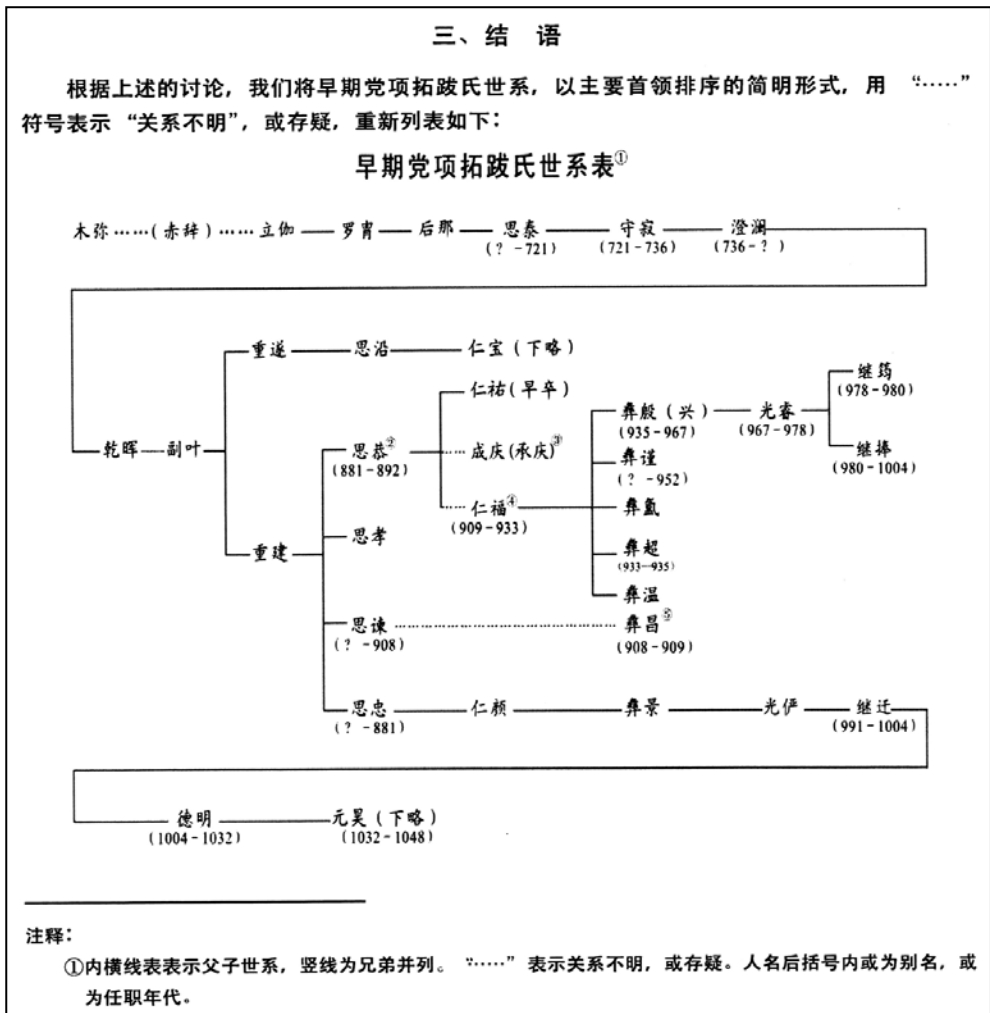 三、结 语
根据上述的讨论，我们将早期党项拓跋氏世系，以主要首领排序的简明形式，用 “……”
符号表示 “关系不明”，或存疑，重新列表如下：
早期党项拓跋氏世系表①
木弥……(赤辞)……立伽——罗胄——后那——思泰——守寂——澄澜
(？-721) (721-736) (736-？)
重遂——思沿——仁宝（下略）
继筠
(978-980)
仁祐(早卒)
彝殷（兴）——光睿
(935-967) (967-978)
乾晖——副叶
思恭②
(881-892)
成庆(承庆)③
彝谨
(？-952)
继捧
(980-1004)
仁福④
(909-933)
彝氲
思孝
重建
彝超
(933-935)
彝温
思谏……彝昌⑤
(？-908) (908-909)
思忠——仁颜——彝景——光俨——继迁
(？-881) (991-1004)
德明——元昊（下略）
(1004-1032) (1032-1048)
注释：
①内横线表表示父子世系，竖线为兄弟并列。“……”表示关系不明，或存疑。人名后括号内或为别名，或
为任职年代。